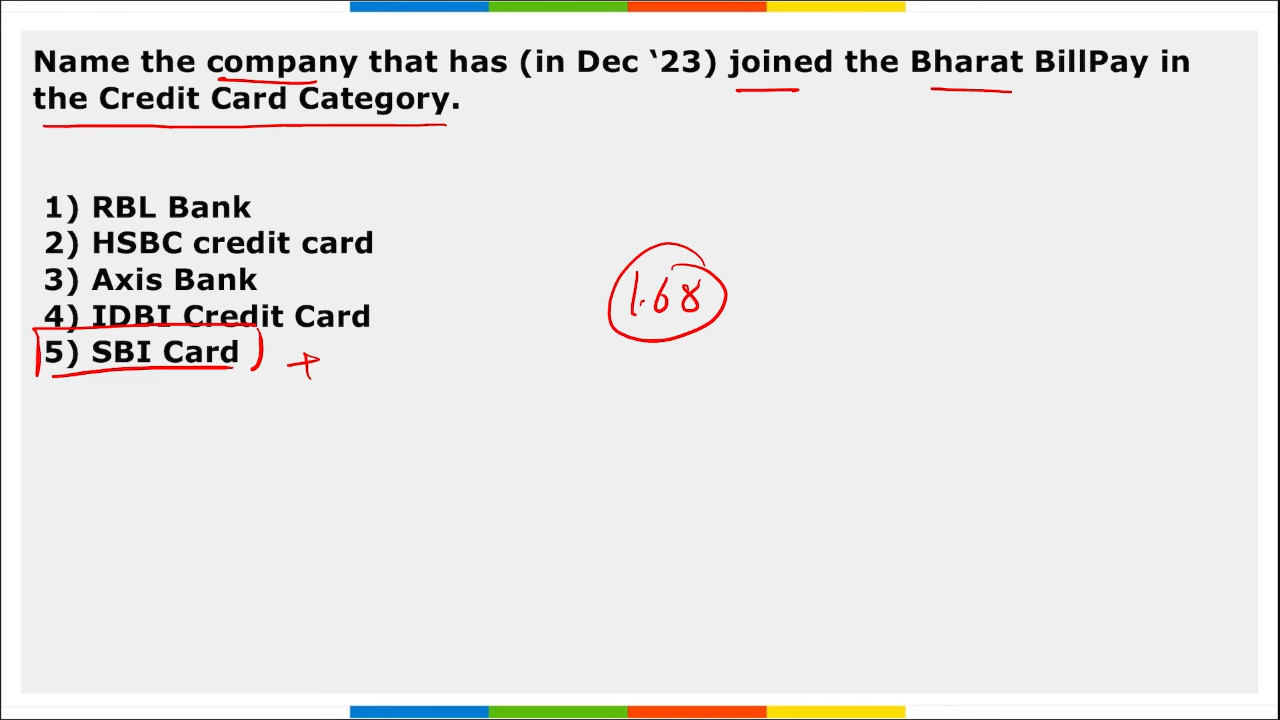 Name the company that has (in Dec ‘23) joined the Bharat BillPay in
the Credit Card Category.
1) RBL Bank
2) HSBC credit card
3) Axis Bank
4) IDBI Credit Card
5) SBI Card
1.68